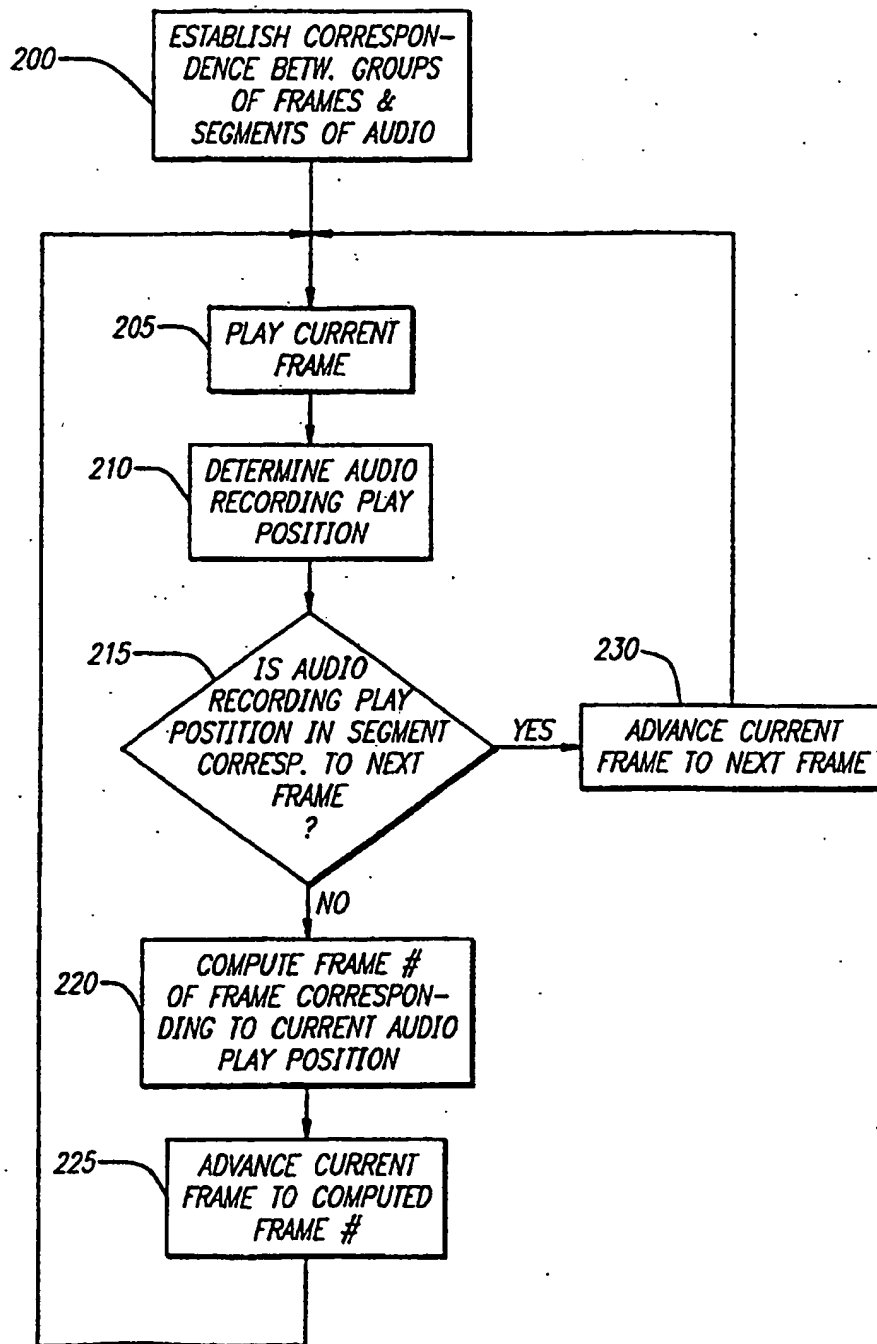 200
ESTABLISH CORRESPON-
DENCE BETW. GROUPS
OF FRAMES &
SEGMENTS OF AUDIO
205
PLAY CURRENT
FRAME
210
DETERMINE AUDIO
RECORDING PLAY
POSITION
215
IS AUDIO
RECORDING PLAY
POSTITION IN SEGMENT
CORRESP. TO NEXT
FRAME
?
YES
230
ADVANCE CURRENT
FRAME TO NEXT FRAME
NO
220
COMPUTE FRAME #
OF FRAME CORRESPON-
DING TO CURRENT AUDIO
PLAY POSITION
225
ADVANCE CURRENT
FRAME TO COMPUTED
FRAME #